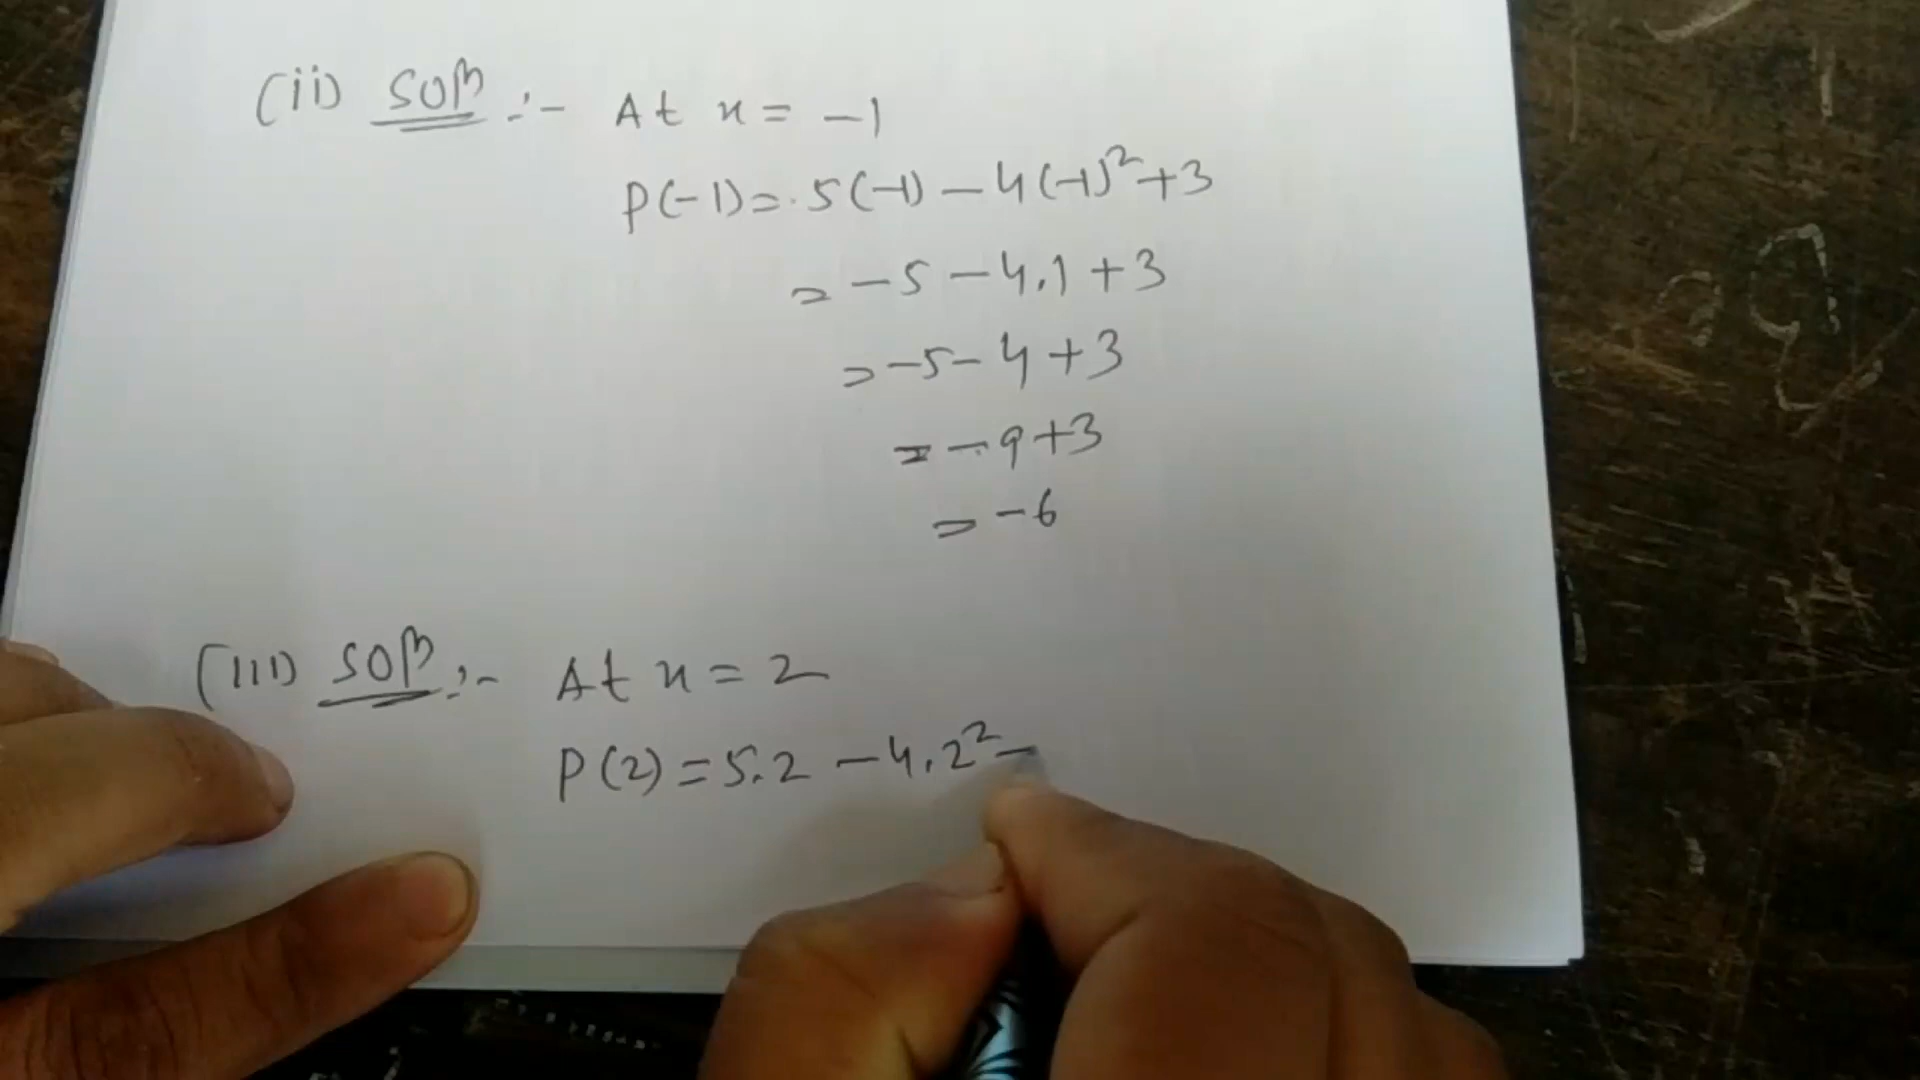 (ii) Soln :- At x = -1
P(-1) = 5(-1) - 4(-1)²+3
= -5 - 4.1 + 3
= -5 - 4 + 3
= -9+3
= -6
(iii) Soln :- At x = 2
P(2) = 5.2 - 4.2² -